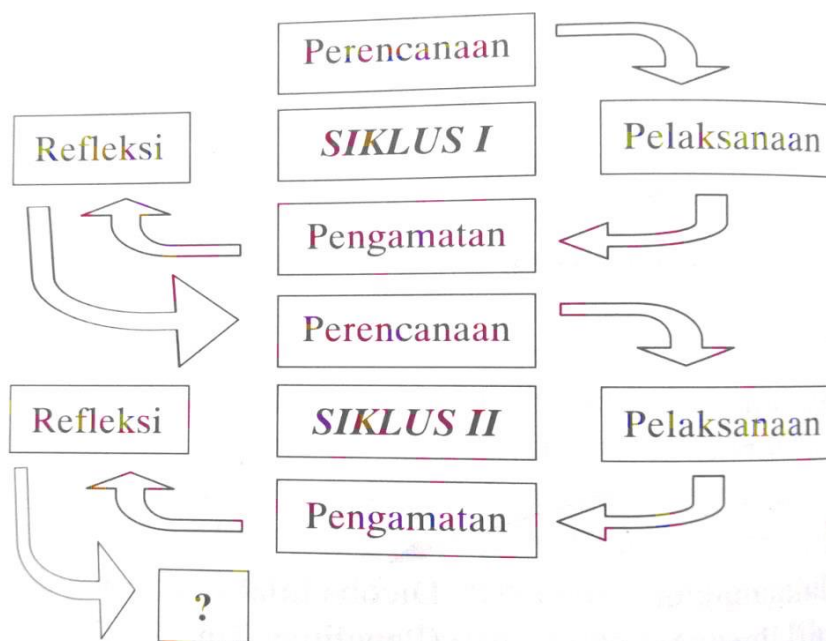 Perencanaan
Refleksi
SIKLUS I
Pelaksanaan
Pengamatan
Perencanaan
Refleksi
SIKLUS II
Pelaksanaan
Pengamatan
?